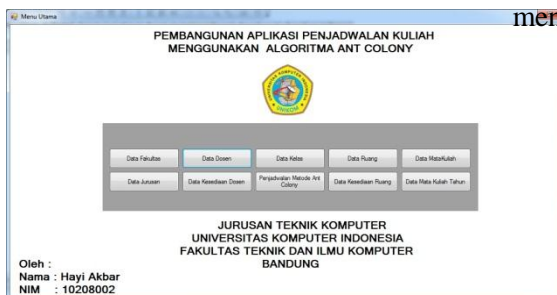 Menu Utama
men
PEMBANGUNAN APLIKASI PENJADWALAN KULIAH
MENGGUNAKAN ALGORITMA ANT COLONY
Data Fakultas Data Dosen Data Kelas Data Ruang Data MataKuliah
Data Jurusan Data Kesediaan Dosen Penjadwalan Metode Ant Colony Data Kesediaan Ruang Data Mata Kuliah Tahun
JURUSAN TEKNIK KOMPUTER
UNIVERSITAS KOMPUTER INDONESIA
FAKULTAS TEKNIK DAN ILMU KOMPUTER
BANDUNG
Oleh :
Nama : Hayi Akbar
NIM : 10208002